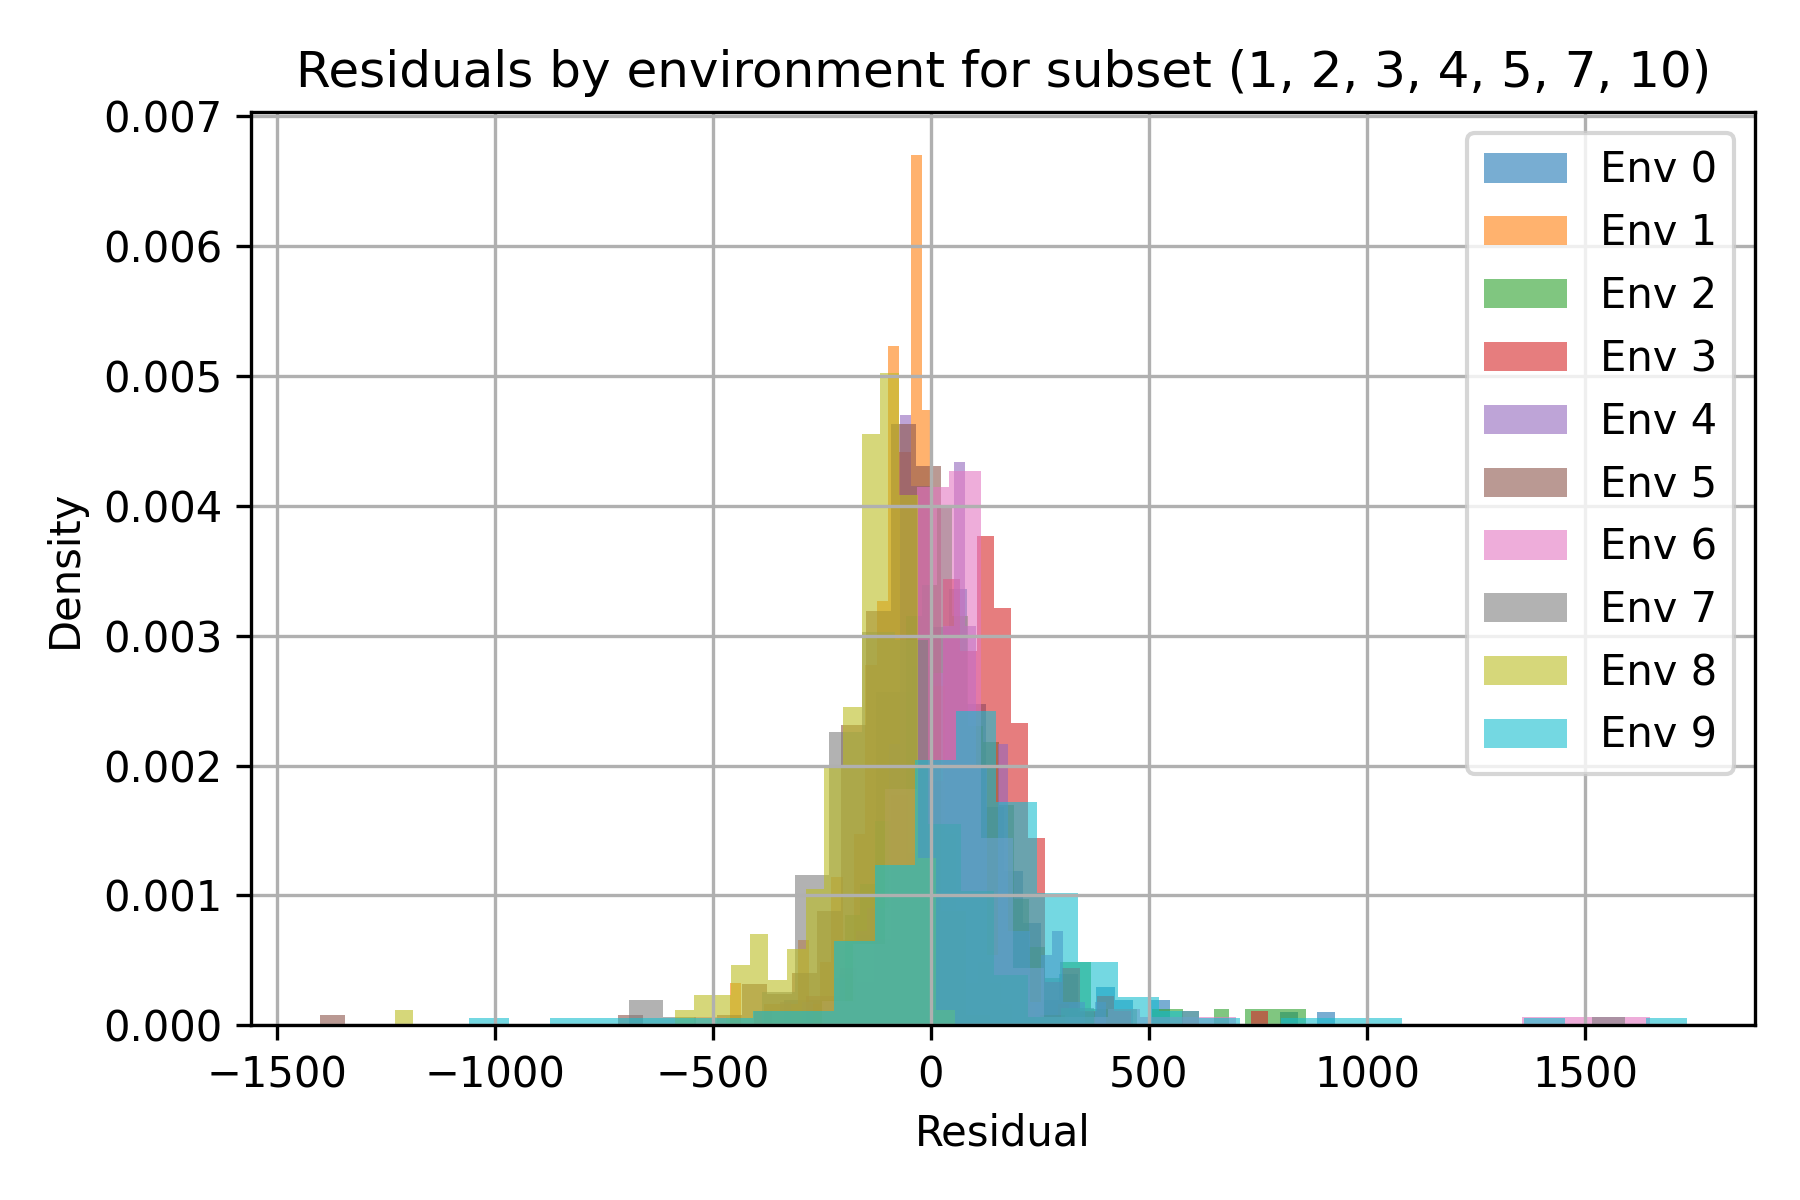 Residuals by environment for subset (1, 2, 3, 4, 5, 7, 10)
0.007
0.006
0.005
0.004
0.003
0.002
0.001
0.000
Density
Env 0
Env 1
Env 2
Env 3
Env 4
Env 5
Env 6
Env 7
Env 8
Env 9
−1500 −1000 −500 0 500 1000 1500
Residual